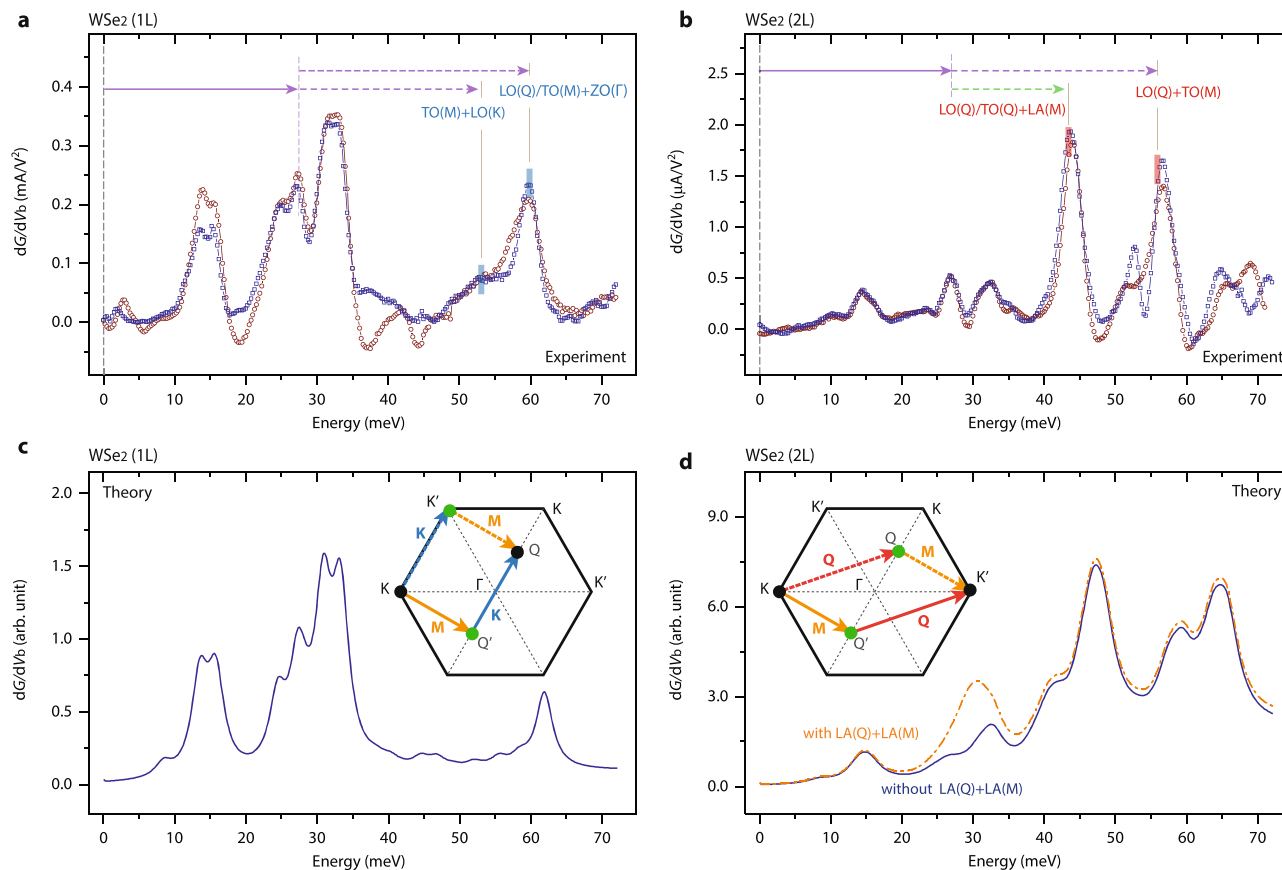 a
WSe2 (1L)
dG/dVb (mA/V²)
0.4
0.3
0.2
0.1
0.0
LO(Q)/TO(M)+ZO(Γ)
TO(M)+LO(K)
Experiment
0 10 20 30 40 50 60 70
Energy (meV)
b
WSe2 (2L)
dG/dVb (μA/V²)
2.5
2.0
1.5
1.0
0.5
0.0
LO(Q)+TO(M)
LO(Q)/TO(Q)+LA(M)
Experiment
0 10 20 30 40 50 60 70
Energy (meV)
c
WSe2 (1L)
Theory
dG/dVb (arb. unit)
2.0
1.5
1.0
0.5
0.0
K′ K
K M
Q
K Γ K′
M K
Q′
0 10 20 30 40 50 60 70
Energy (meV)
d
WSe2 (2L)
Theory
dG/dVb (arb. unit)
9.0
6.0
3.0
0.0
K′ K
Q
Q M
K Γ K′
M Q
Q′
with LA(Q)+LA(M)
without LA(Q)+LA(M)
0 10 20 30 40 50 60 70
Energy (meV)